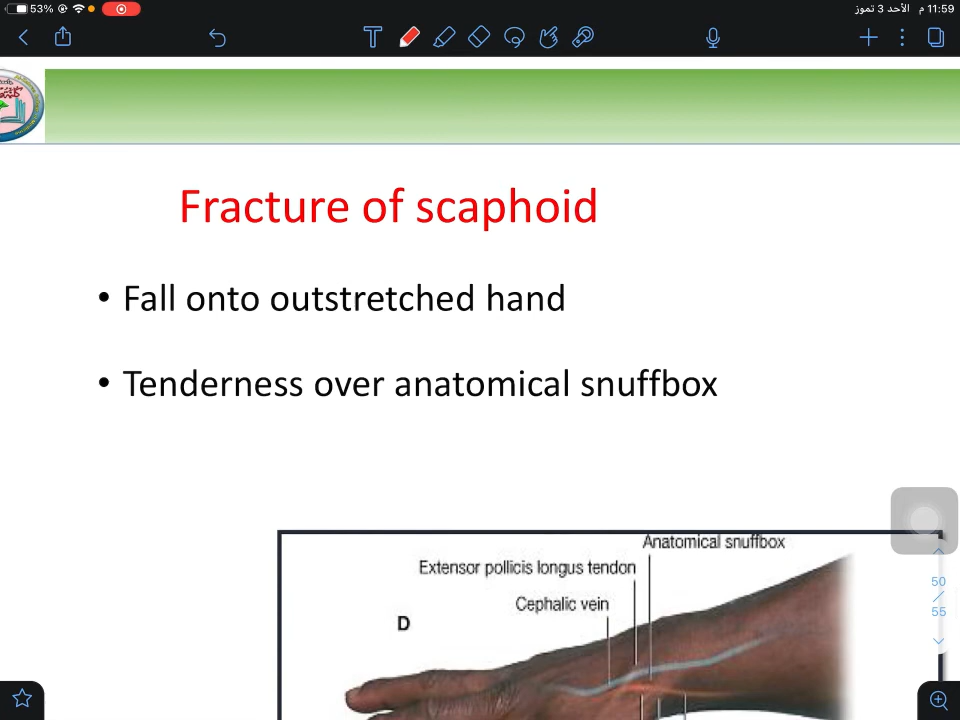 53%
11:59 م الأحد 3 تموز
T
Fracture of scaphoid
• Fall onto outstretched hand
• Tenderness over anatomical snuffbox
Anatomical snuffbox
Extensor pollicis longus tendon
Cephalic vein
D
50
/
55